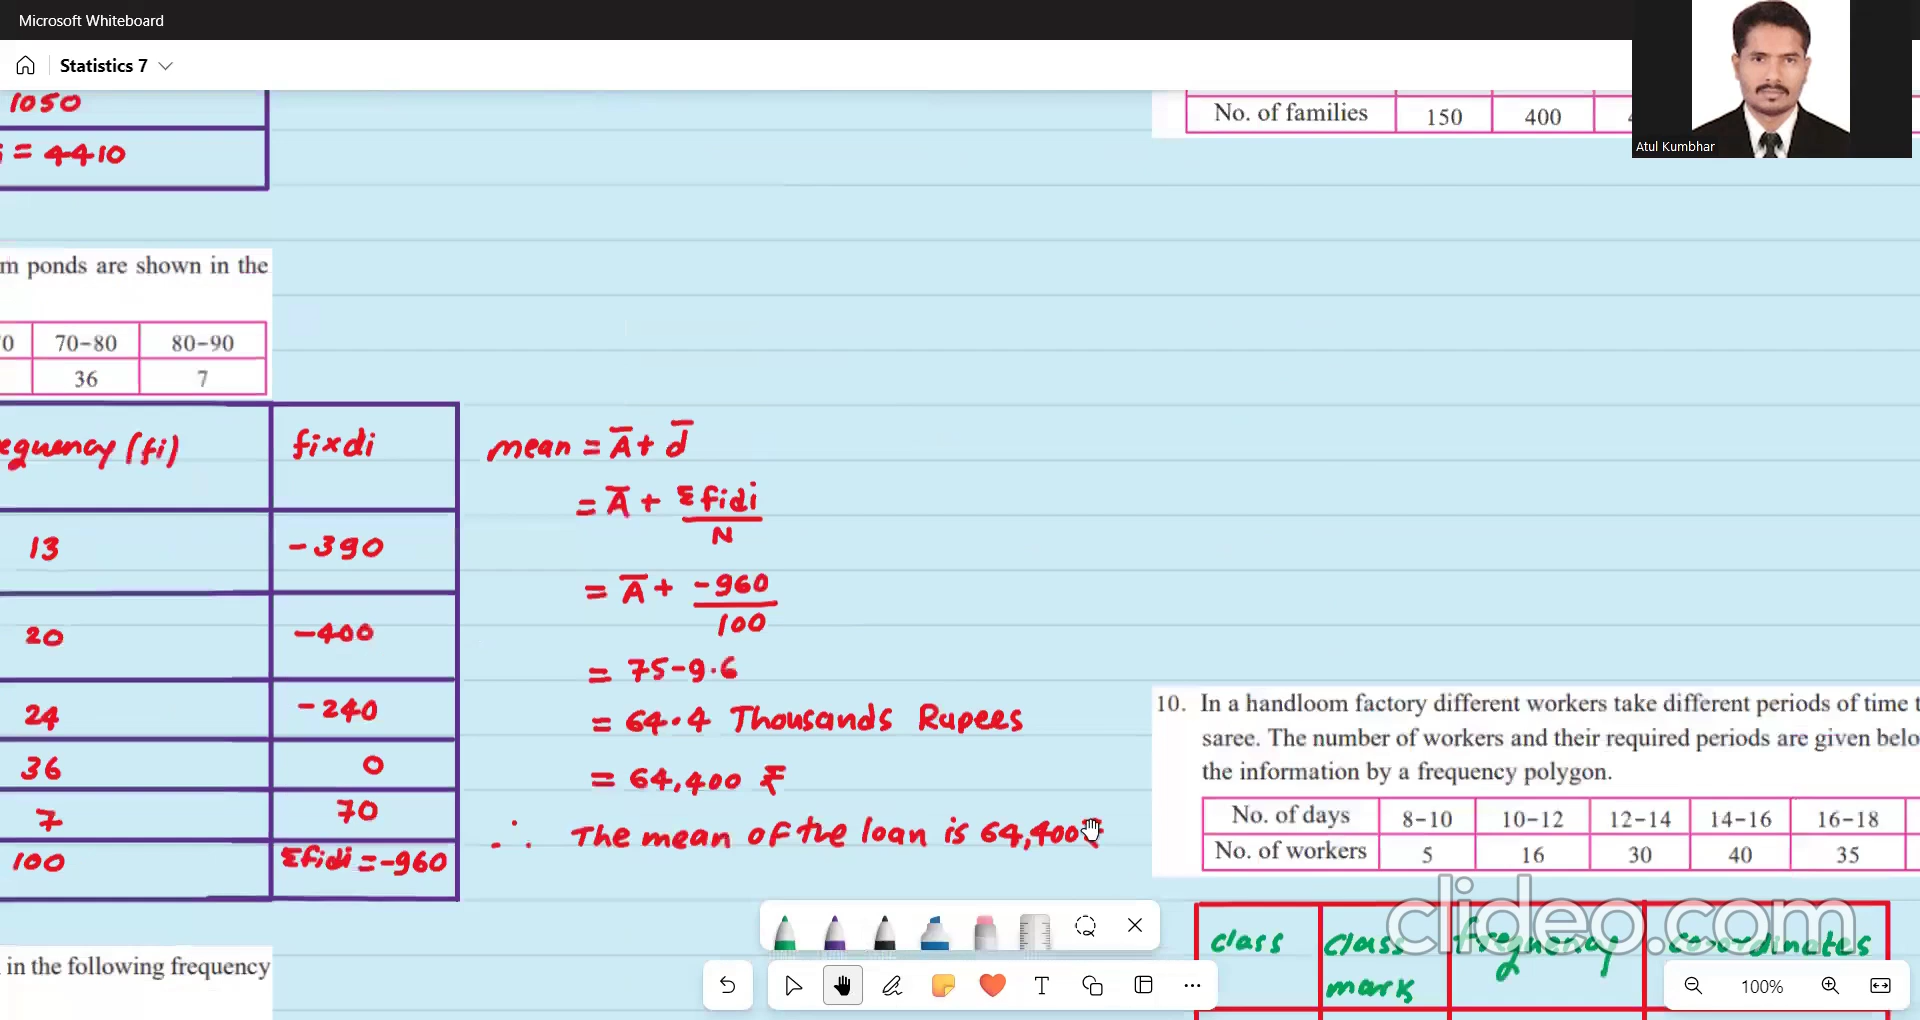 Microsoft Whiteboard
Statistics 7
Atul Kumbhar
1050
= 4410
No. of families 150 400
m ponds are shown in the
0 70-80 80-90
36 7
equency (fi) fixdi
13 -390
20 -400
24 -240
36 0
7 70
100 Σfidi = -960
mean = A̅ + d̅
= A̅ + Σfidi / N
= A̅ + -960 / 100
= 75-9.6
= 64.4 Thousands Rupees
= 64,400 ₹
∴ The mean of the loan is 64,400₹
in the following frequency
10. In a handloom factory different workers take different periods of time t
saree. The number of workers and their required periods are given belo
the information by a frequency polygon.
No. of days 8-10 10-12 12-14 14-16 16-18
No. of workers 5 16 30 40 35
class class mark frequency coordinates
clideo.com
T
100%